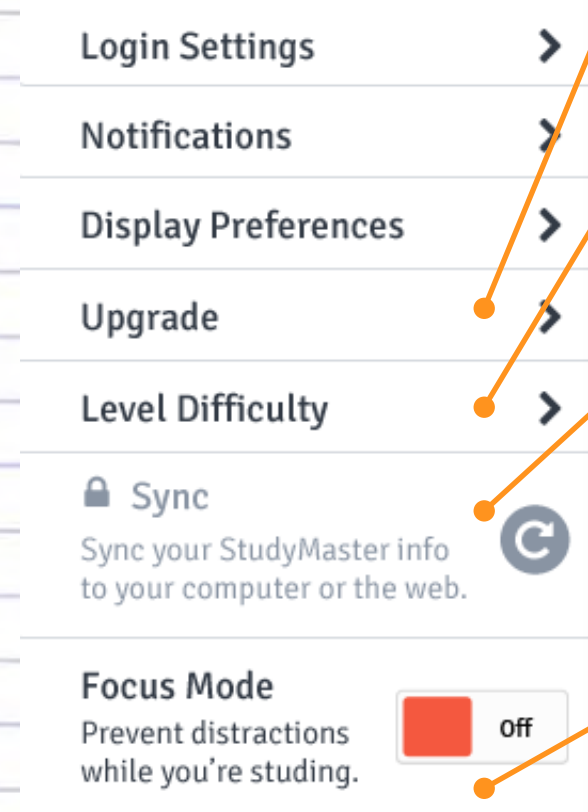 Login Settings
Notifications
Display Preferences
Upgrade
Level Difficulty
Sync
Sync your StudyMaster info
to your computer or the web.
Focus Mode
Prevent distractions
while you’re studing.
Off